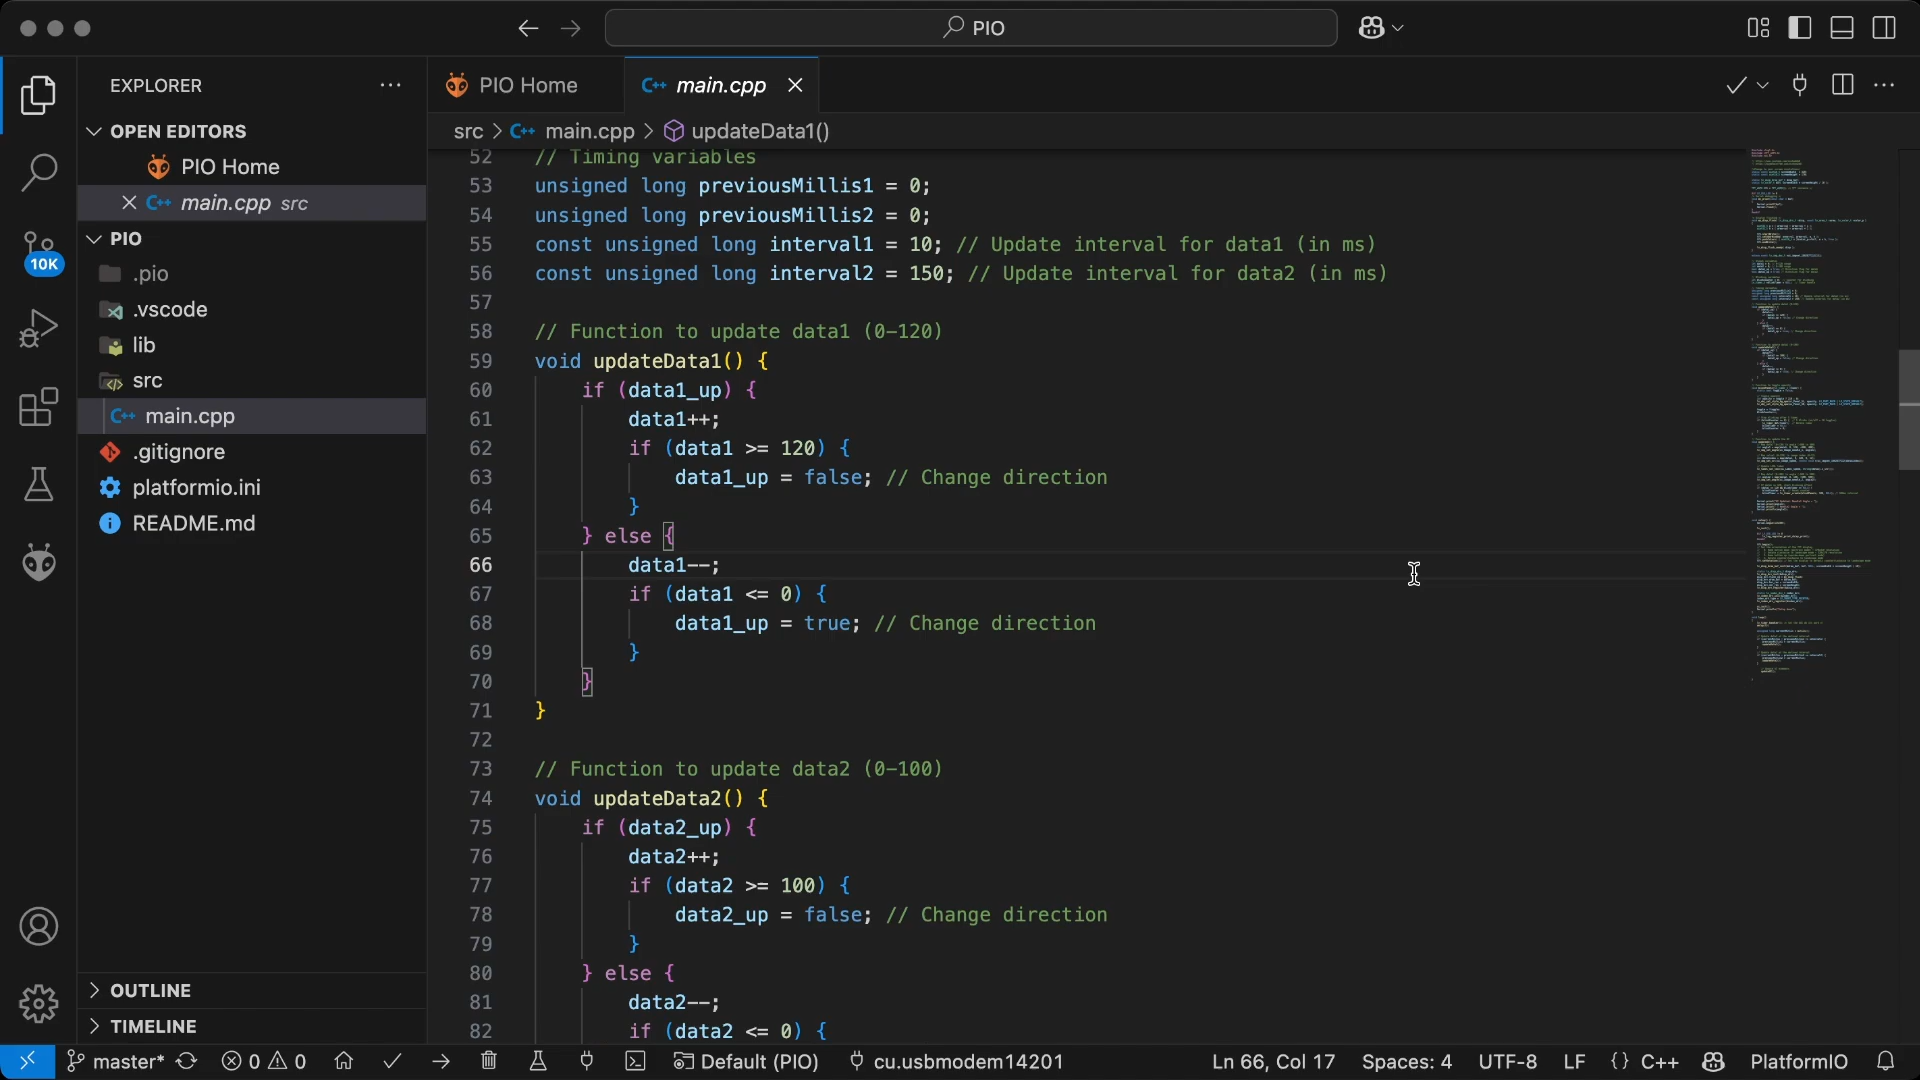 PIO
EXPLORER
PIO Home
main.cpp
OPEN EDITORS
src > main.cpp > updateData1()
PIO Home
main.cpp src
PIO
10K
.pio
.vscode
lib
src
main.cpp
.gitignore
platformio.ini
README.md
OUTLINE
TIMELINE
52 // Timing variables
53 unsigned long previousMillis1 = 0;
54 unsigned long previousMillis2 = 0;
55 const unsigned long interval1 = 10; // Update interval for data1 (in ms)
56 const unsigned long interval2 = 150; // Update interval for data2 (in ms)
57
58 // Function to update data1 (0-120)
59 void updateData1() {
60 if (data1_up) {
61 data1++;
62 if (data1 >= 120) {
63 data1_up = false; // Change direction
64 }
65 } else {
66 data1--;
67 if (data1 <= 0) {
68 data1_up = true; // Change direction
69 }
70 }
71 }
72
73 // Function to update data2 (0-100)
74 void updateData2() {
75 if (data2_up) {
76 data2++;
77 if (data2 >= 100) {
78 data2_up = false; // Change direction
79 }
80 } else {
81 data2--;
82 if (data2 <= 0) {
master* 0 0 Default (PIO) cu.usbmodem14201 Ln 66, Col 17 Spaces: 4 UTF-8 LF {} C++ PlatformIO